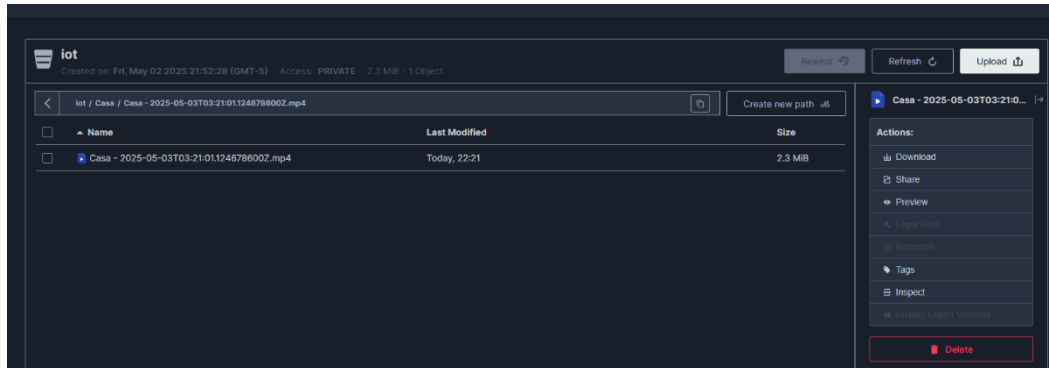 iot
Created on: Fri, May 02 2025 21:52:28 (GMT-5) Access: PRIVATE 2.3 MiB - 1 Object
Rewind
Refresh
Upload
iot / Casa / Casa - 2025-05-03T03:21:01.124678600Z.mp4
Create new path
Casa - 2025-05-03T03:21:0...
Name Last Modified Size
Actions:
Casa - 2025-05-03T03:21:01.124678600Z.mp4 Today, 22:21 2.3 MiB
Download
Share
Preview
Legal Hold
Retention
Tags
Inspect
Display Object Versions
Delete